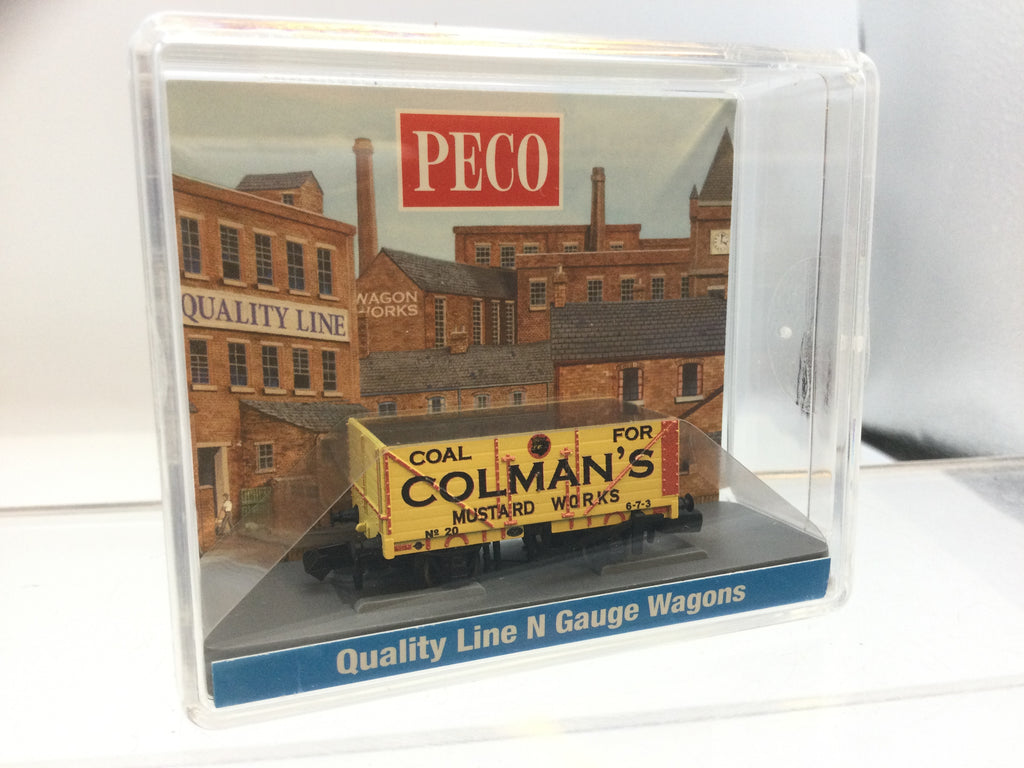 PECO
WAGON
WORKS
QUALITY LINE
COAL FOR
COLMAN'S
MUSTARD WORKS
Nº 20 6-7-3
Quality Line N Gauge Wagons